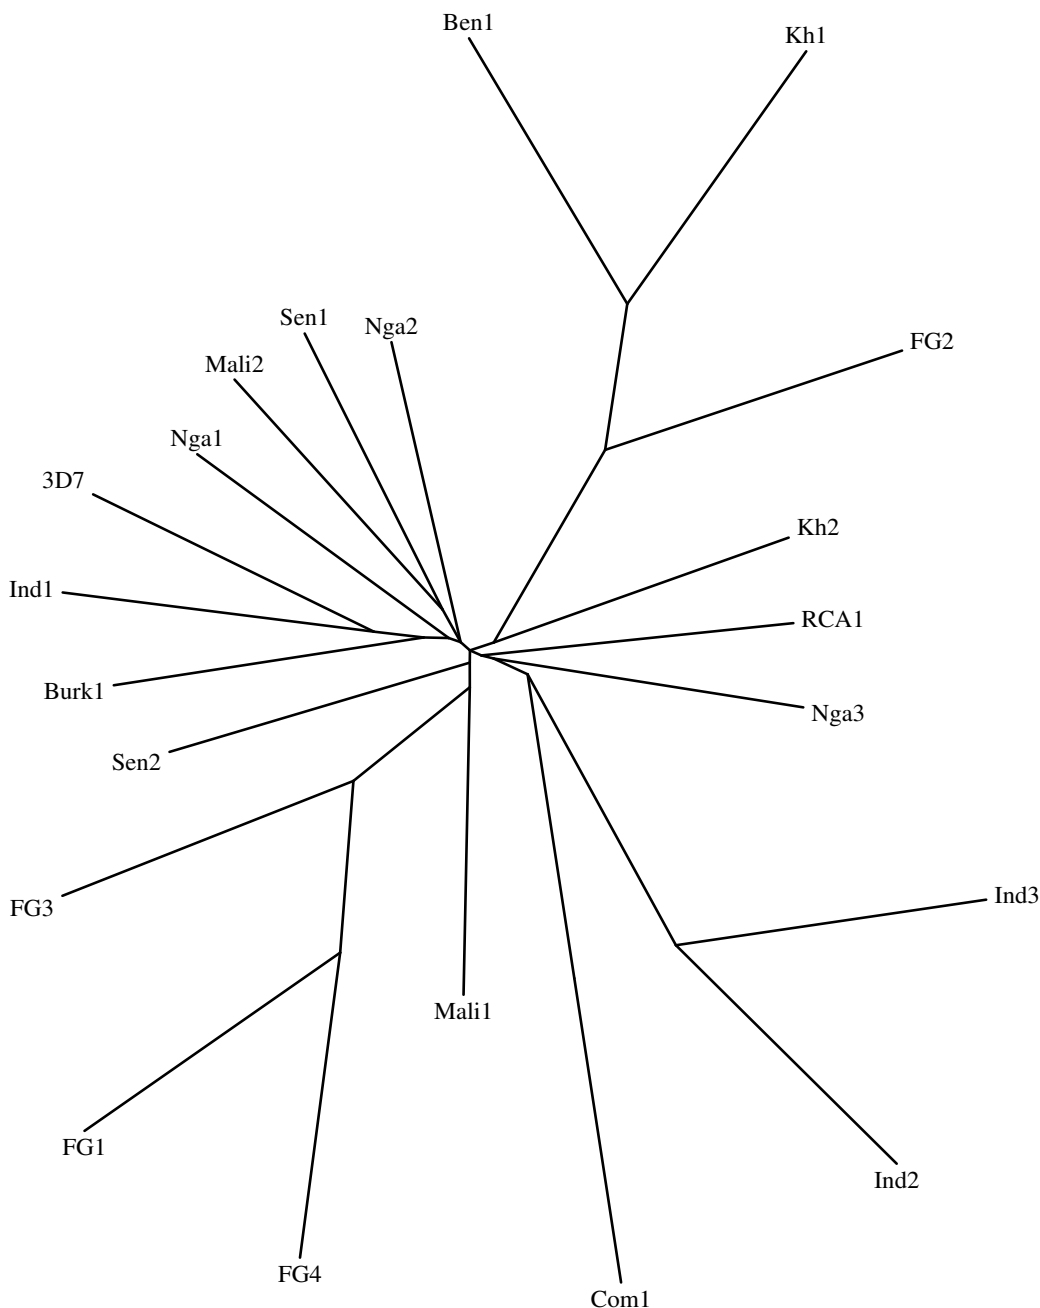 Ben1
Kh1
Sen1
Nga2
FG2
Mali2
Nga1
3D7
Kh2
Ind1
RCA1
Burk1
Nga3
Sen2
Ind3
FG3
Mali1
FG1
Ind2
FG4
Com1